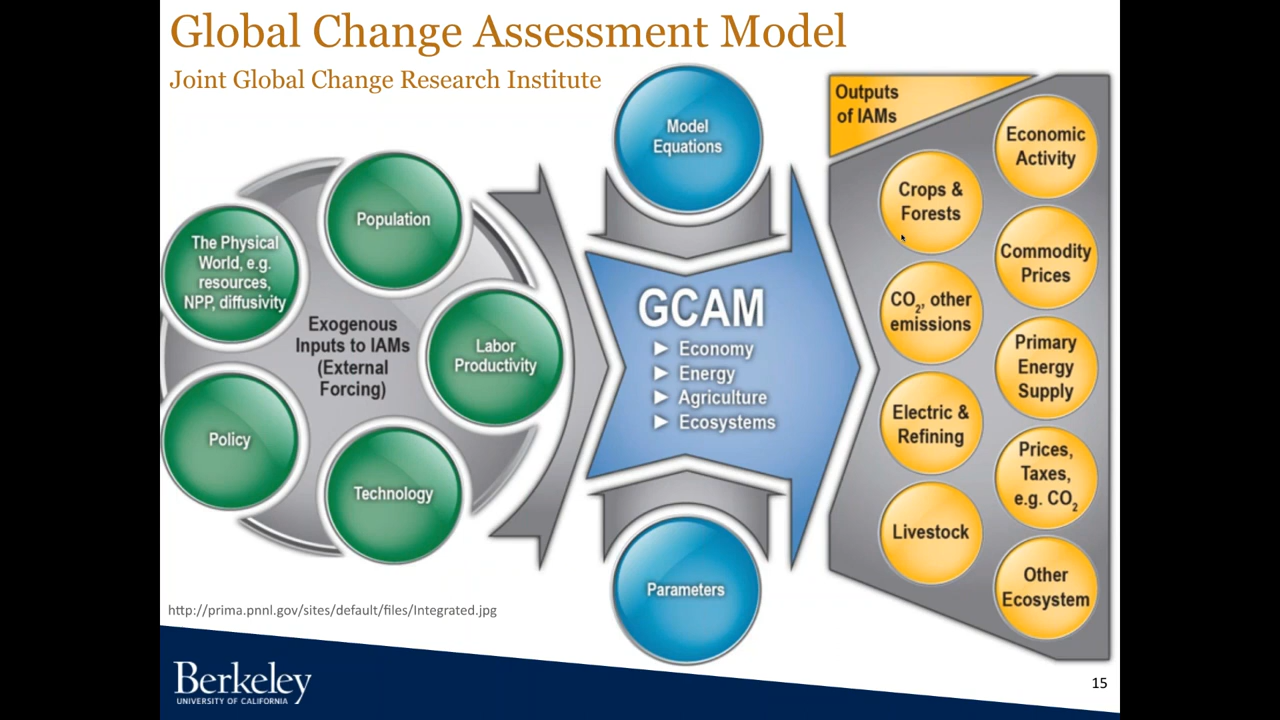 Global Change Assessment Model
Joint Global Change Research Institute
Population
The Physical
World, e.g.
resources,
NPP, diffusivity
Exogenous
Inputs to IAMs
(External
Forcing)
Labor
Productivity
Policy
Technology
Model
Equations
GCAM
► Economy
► Energy
► Agriculture
► Ecosystems
Parameters
Outputs
of IAMs
Crops &
Forests
CO₂, other
emissions
Electric &
Refining
Livestock
Economic
Activity
Commodity
Prices
Primary
Energy
Supply
Prices,
Taxes,
e.g. CO₂
Other
Ecosystem
http://prima.pnnl.gov/sites/default/files/Integrated.jpg
Berkeley
UNIVERSITY OF CALIFORNIA
15